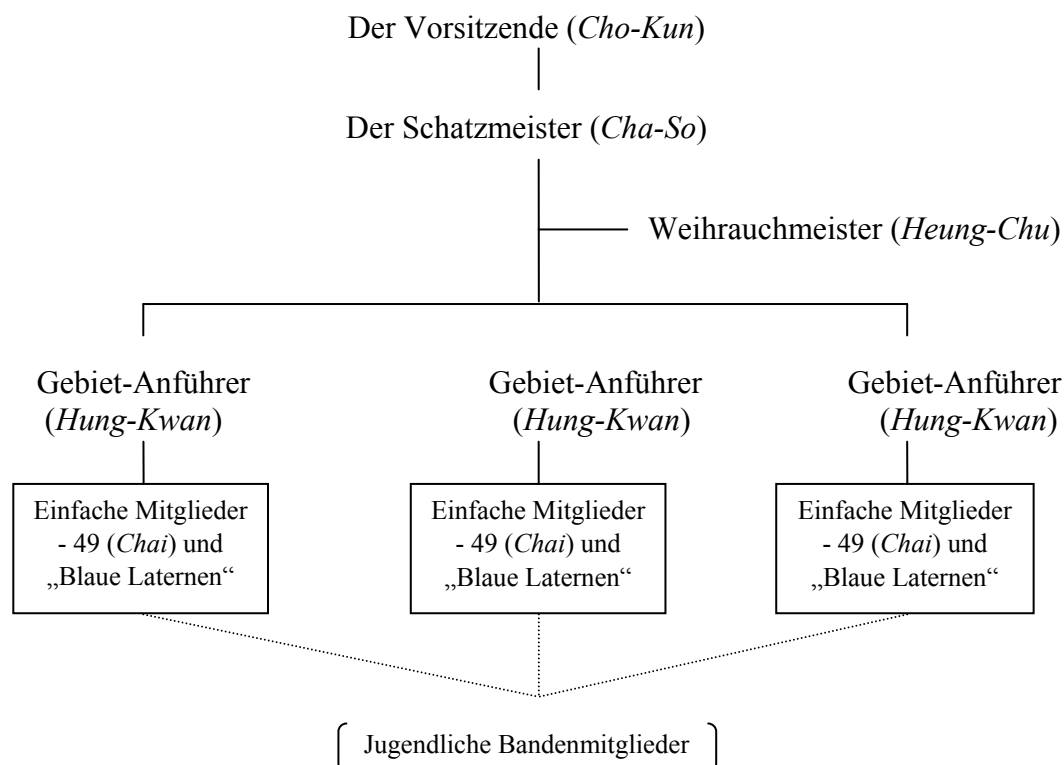 Der Vorsitzende (Cho-Kun)
Der Schatzmeister (Cha-So)
Weihrauchmeister (Heung-Chu)
Gebiet-Anführer
(Hung-Kwan)
Gebiet-Anführer
(Hung-Kwan)
Gebiet-Anführer
(Hung-Kwan)
Einfache Mitglieder
- 49 (Chai) und
„Blaue Laternen“
Einfache Mitglieder
- 49 (Chai) und
„Blaue Laternen“
Einfache Mitglieder
- 49 (Chai) und
„Blaue Laternen“
Jugendliche Bandenmitglieder